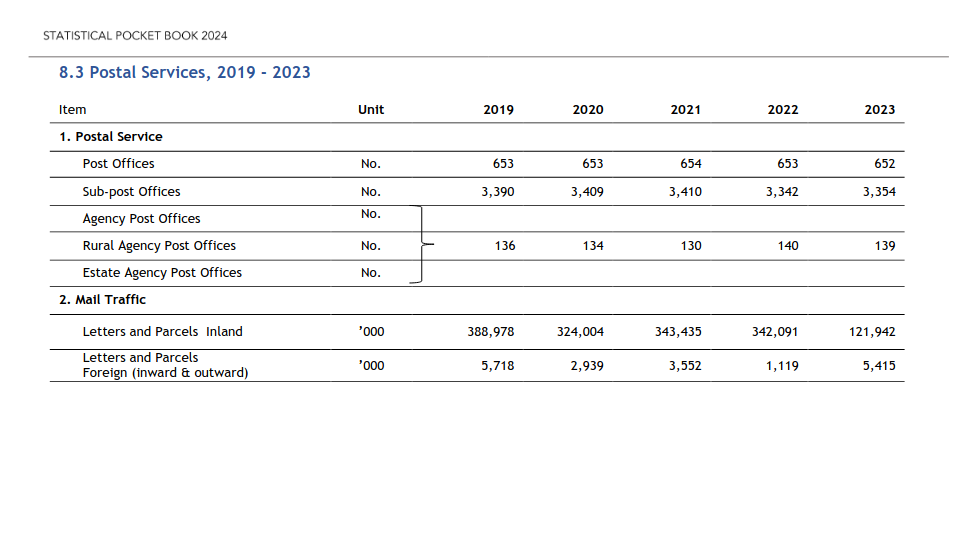 STATISTICAL POCKET BOOK 2024
8.3 Postal Services, 2019 - 2023
Item Unit 2019 2020 2021 2022 2023
1. Postal Service
Post Offices No. 653 653 654 653 652
Sub-post Offices No. 3,390 3,409 3,410 3,342 3,354
Agency Post Offices No.
Rural Agency Post Offices No. 136 134 130 140 139
Estate Agency Post Offices No.
2. Mail Traffic
Letters and Parcels Inland ’000 388,978 324,004 343,435 342,091 121,942
Letters and Parcels
Foreign (inward & outward) ’000 5,718 2,939 3,552 1,119 5,415